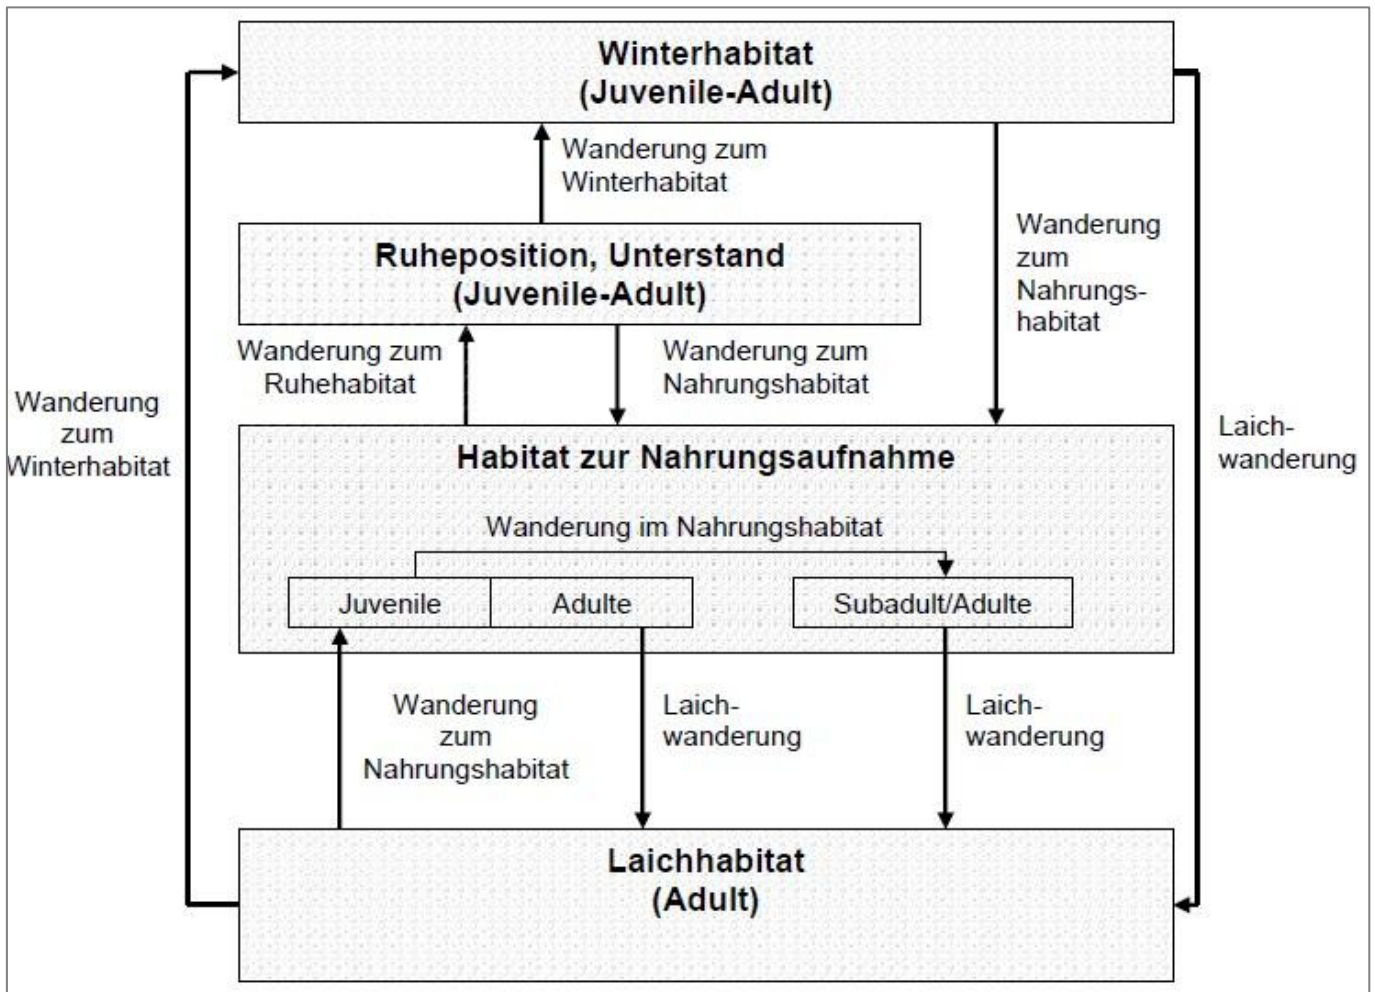 Winterhabitat
(Juvenile-Adult)
Wanderung zum
Winterhabitat
Wanderung
zum
Nahrungs-
habitat
Ruheposition, Unterstand
(Juvenile-Adult)
Wanderung zum
Ruhehabitat
Wanderung zum
Nahrungshabitat
Wanderung
zum
Winterhabitat
Laich-
wanderung
Habitat zur Nahrungsaufnahme
Wanderung im Nahrungshabitat
Juvenile
Adulte
Subadult/Adulte
Wanderung
zum
Nahrungshabitat
Laich-
wanderung
Laich-
wanderung
Laichhabitat
(Adult)